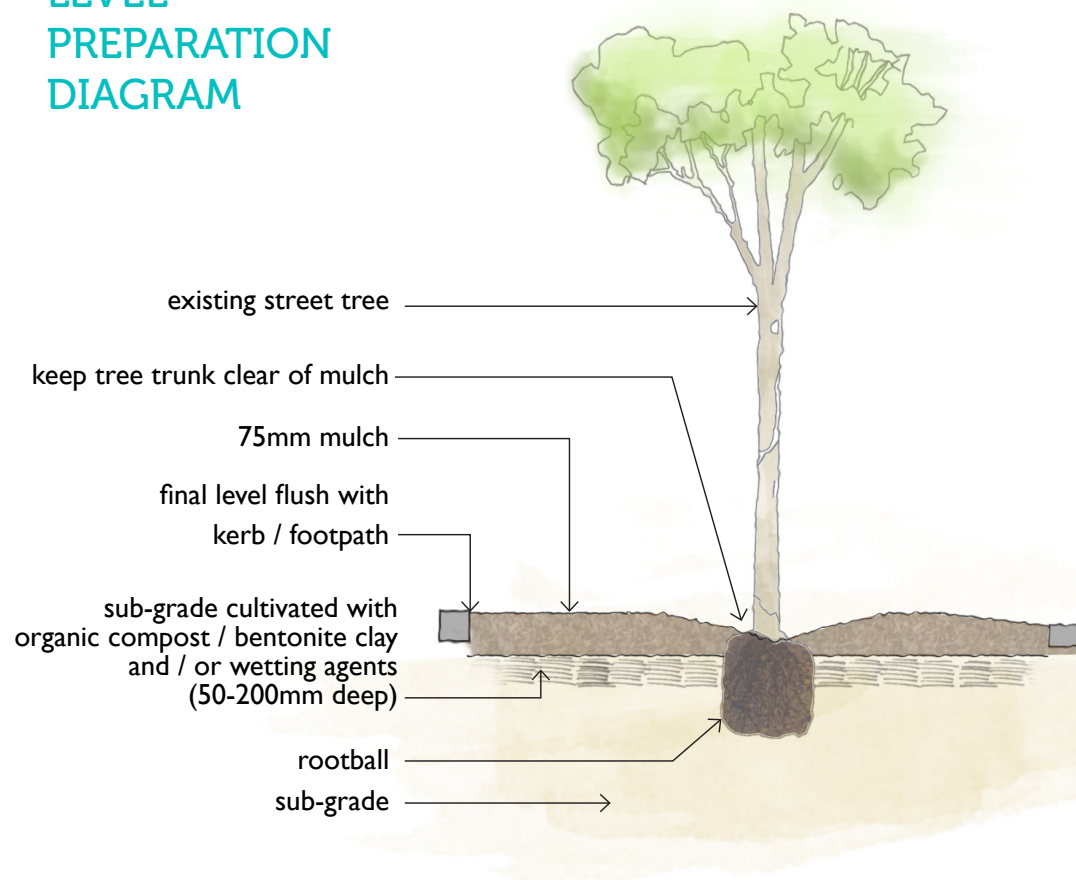 PREPARATION
DIAGRAM
existing street tree
keep tree trunk clear of mulch
75mm mulch
final level flush with
kerb / footpath
sub-grade cultivated with
organic compost / bentonite clay
and / or wetting agents
(50-200mm deep)
rootball
sub-grade